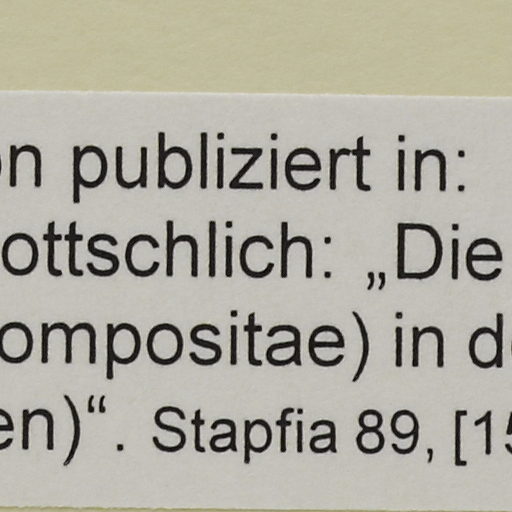 on publiziert in:
ottschlich: „Die
ompositae) in d
en)“. Stapfia 89, [15